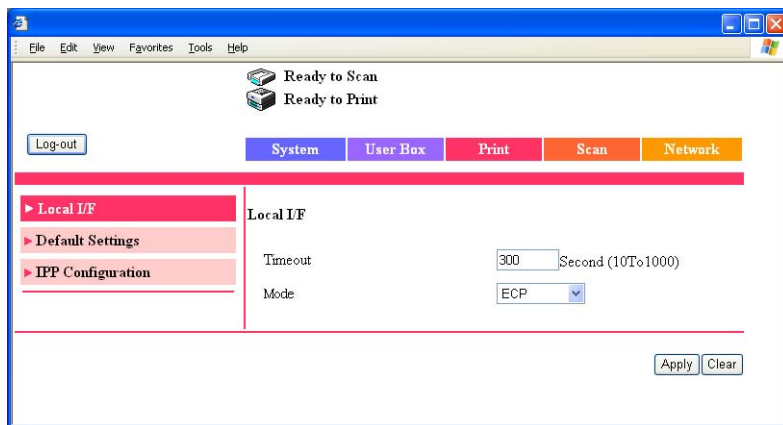 File Edit View Favorites Tools Help
Ready to Scan
Ready to Print
Log-out
System User Box Print Scan Network
Local I/F
Default Settings
IPP Configuration
Local I/F
Timeout 300 Second (10To1000)
Mode ECP
Apply Clear